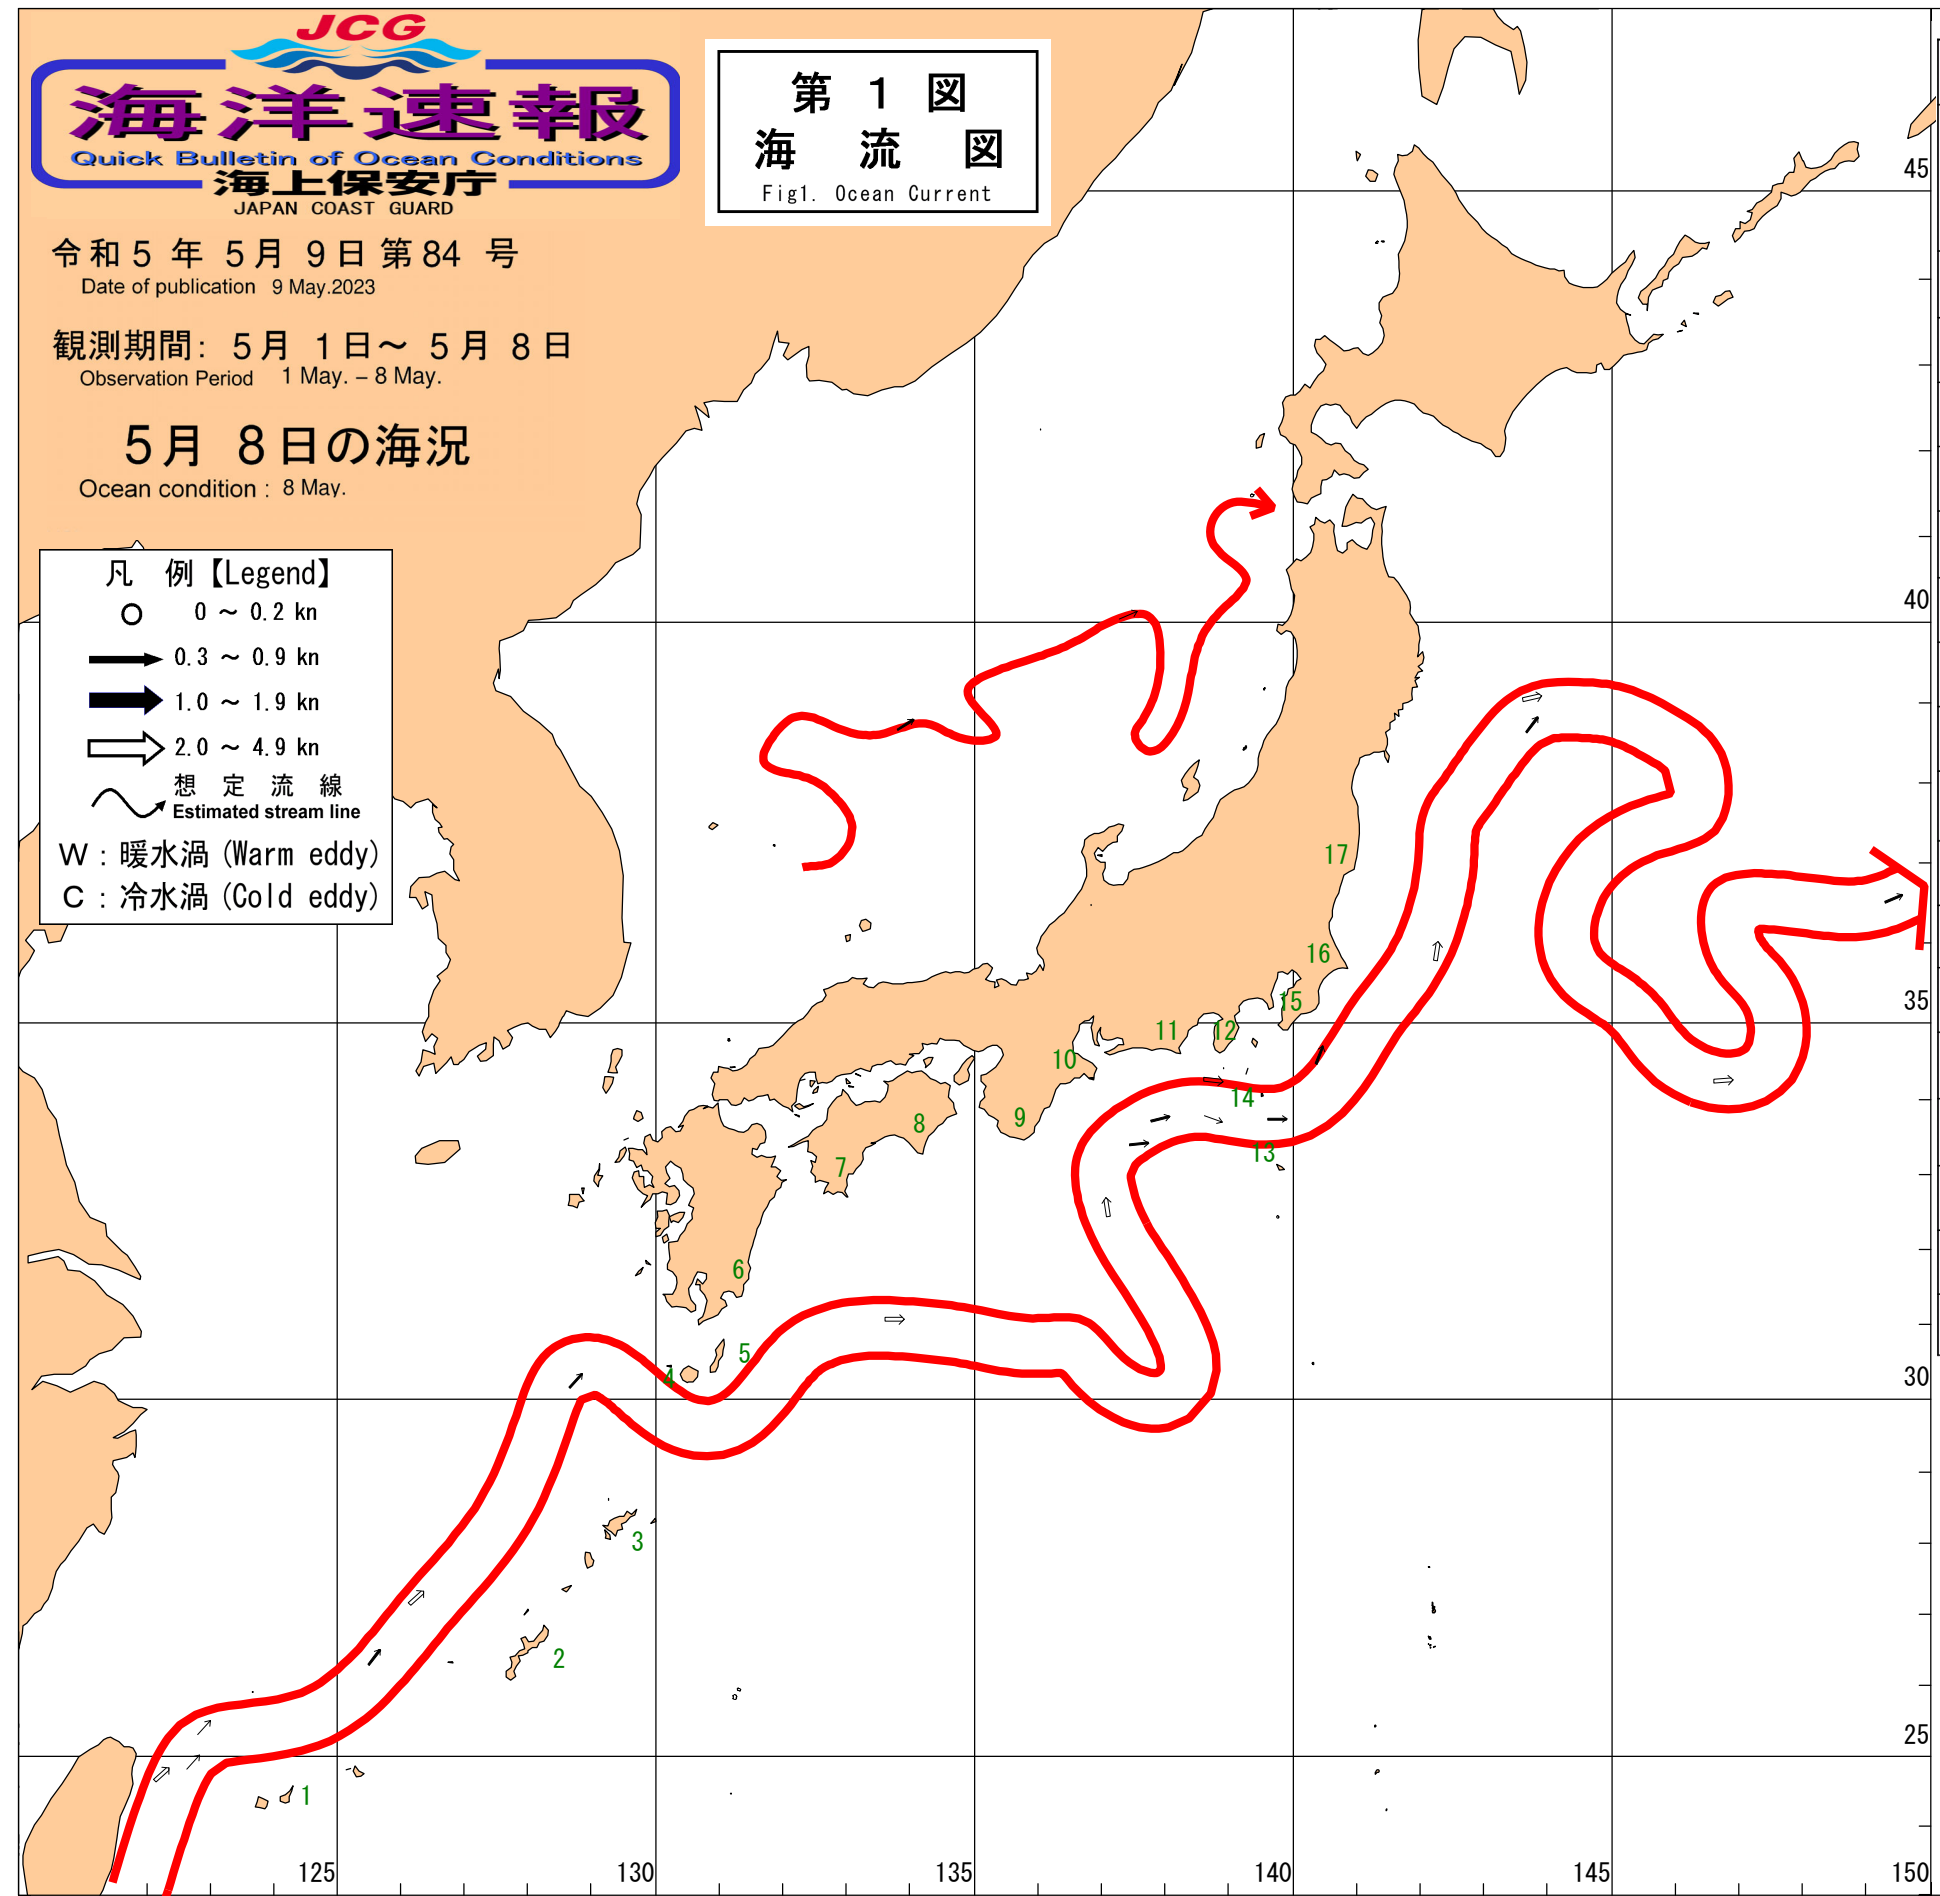 JCG
海洋速報
Quick Bulletin of Ocean Conditions
海上保安庁
JAPAN COAST GUARD
第 1 図
海 流 図
Fig1. Ocean Current
令和 5 年 5月 9日 第84 号
Date of publication 9 May.2023
観測期間: 5月 1日～ 5月 8日
Observation Period 1 May. – 8 May.
5月 8日の海況
Ocean condition : 8 May.
凡 例【Legend】
0 ～ 0.2 kn
0.3 ～ 0.9 kn
1.0 ～ 1.9 kn
2.0 ～ 4.9 kn
想 定 流 線
Estimated stream line
W : 暖水渦 (Warm eddy)
C : 冷水渦 (Cold eddy)
45
40
35
30
25
17
16
15
14
13
12
11
10
9
8
7
6
5
4
3
2
1
125
130
135
140
145
150